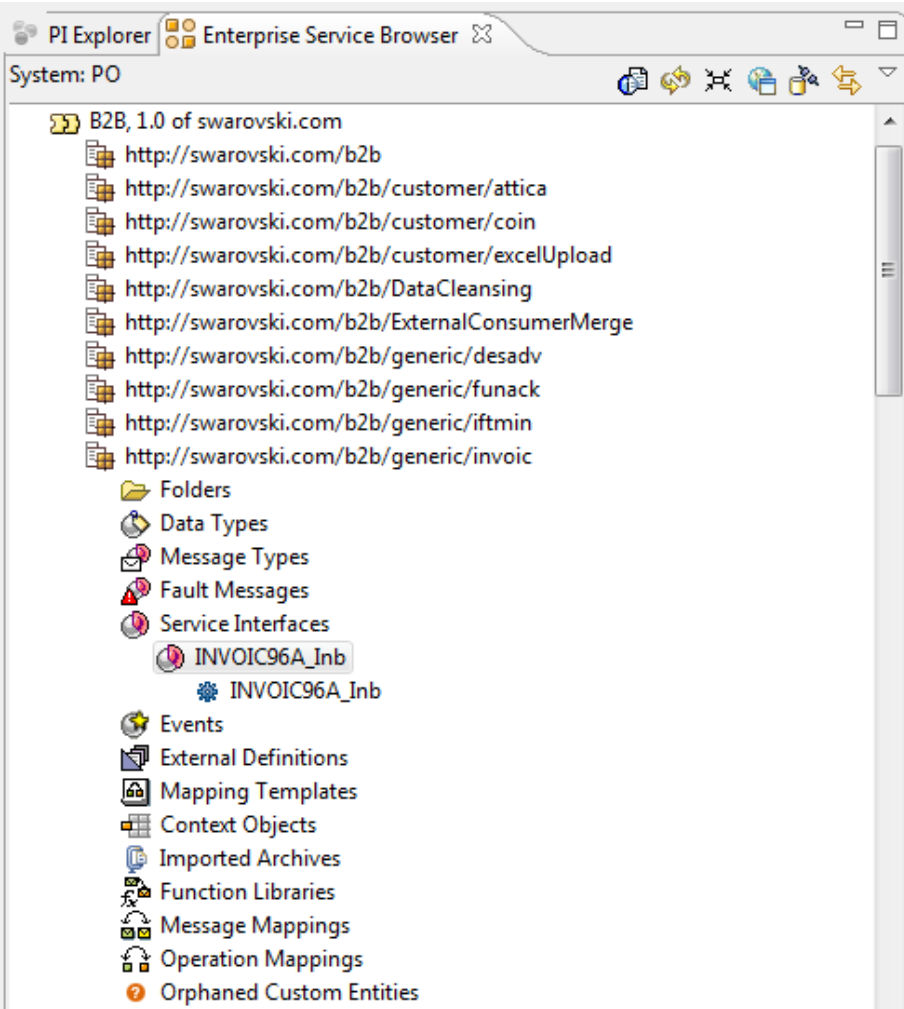 PI Explorer Enterprise Service Browser
System: PO
B2B, 1.0 of swarovski.com
http://swarovski.com/b2b
http://swarovski.com/b2b/customer/attica
http://swarovski.com/b2b/customer/coin
http://swarovski.com/b2b/customer/excelUpload
http://swarovski.com/b2b/DataCleansing
http://swarovski.com/b2b/ExternalConsumerMerge
http://swarovski.com/b2b/generic/desadv
http://swarovski.com/b2b/generic/funack
http://swarovski.com/b2b/generic/iftmin
http://swarovski.com/b2b/generic/invoic
Folders
Data Types
Message Types
Fault Messages
Service Interfaces
INVOIC96A_Inb
INVOIC96A_Inb
Events
External Definitions
Mapping Templates
Context Objects
Imported Archives
Function Libraries
Message Mappings
Operation Mappings
Orphaned Custom Entities